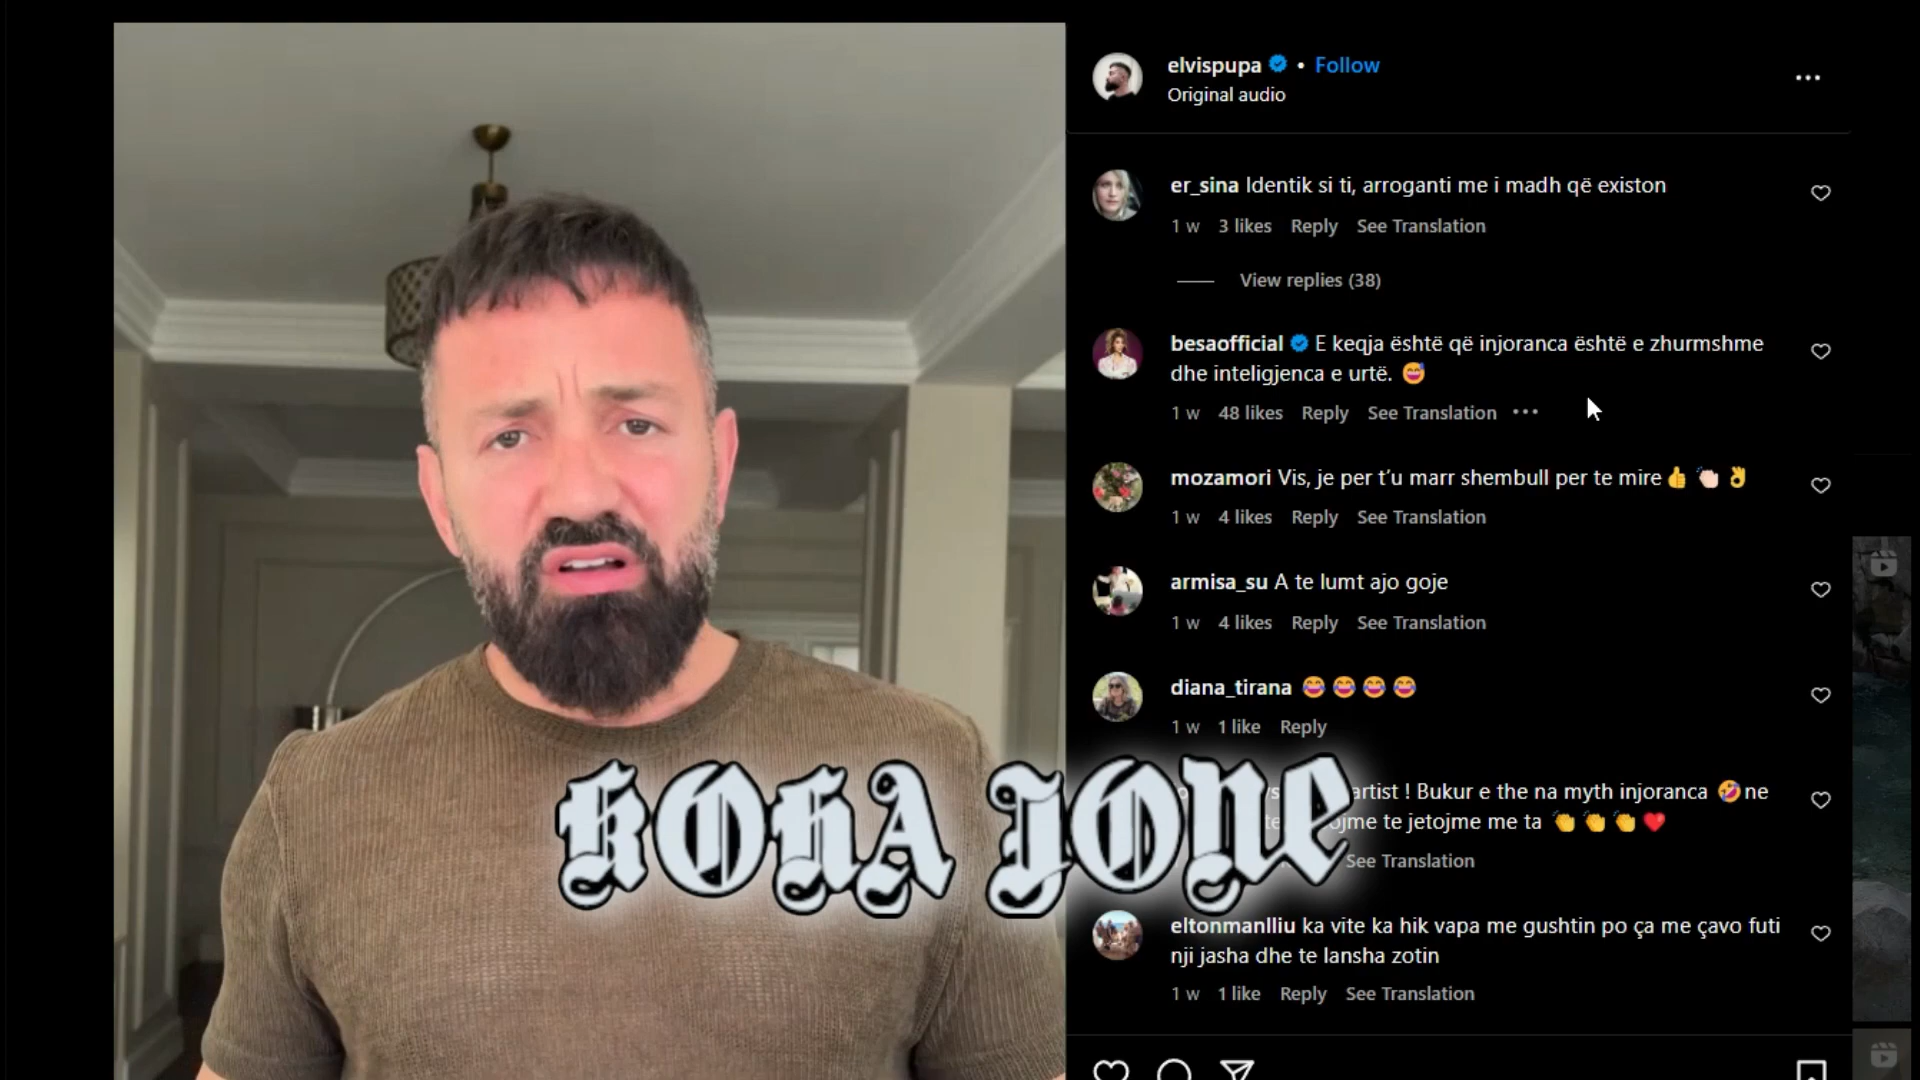 elvispupa • Follow
Original audio
er_sina Identik si ti, arroganti me i madh që existon
1 w 3 likes Reply See Translation
View replies (38)
besaofficial E keqja është që injoranca është e zhurmshme
dhe inteligjenca e urtë. 😅
1 w 48 likes Reply See Translation
mozamori Vis, je per t’u marr shembull per te mire👍👏🏻👌
1 w 4 likes Reply See Translation
armisa_su A te lumt ajo goje
1 w 4 likes Reply See Translation
diana_tirana 😂😂😂😂
1 w 1 like Reply
KOHA JONE
artist ! Bukur e the na myth injoranca 🤣ne
te jetojme me ta 👏👏👏❤️
See Translation
eltonmanlliu ka vite ka hik vapa me gushtin po ça me çavo futi
nji jasha dhe te lansha zotin
1 w 1 like Reply See Translation